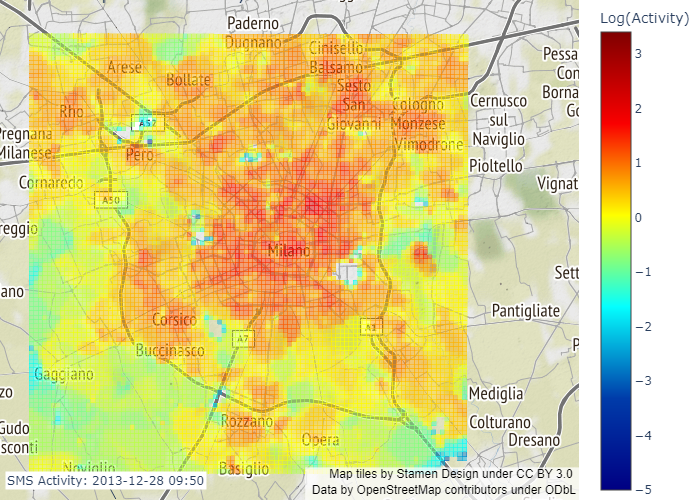 Paderno
Dugnano
Cinisello
Balsamo
Arese
Bollate
Sesto
San
Giovanni
Cologno
Monzese
Rho
A52
Pero
Vimodrone
Cernusco
sul
Naviglio
Pioltello
Pessa
Con
Borna
Go
Vignat
Pregnana
Milanese
Cornaredo
A50
reggio
Milano
ano
Sett
Pantigliate
P
Corsico
A7
A1
Buccinasco
Gaggiano
zo
Gudo
sconti
Rozzano
Opera
Mediglia
Colturano
Dresano
Noviglio
Basiglio
SMS Activity: 2013-12-28 09:50
Map tiles by Stamen Design under CC BY 3.0
Data by OpenStreetMap contributors under ODbL
Log(Activity)
3
2
1
0
−1
−2
−3
−4
−5